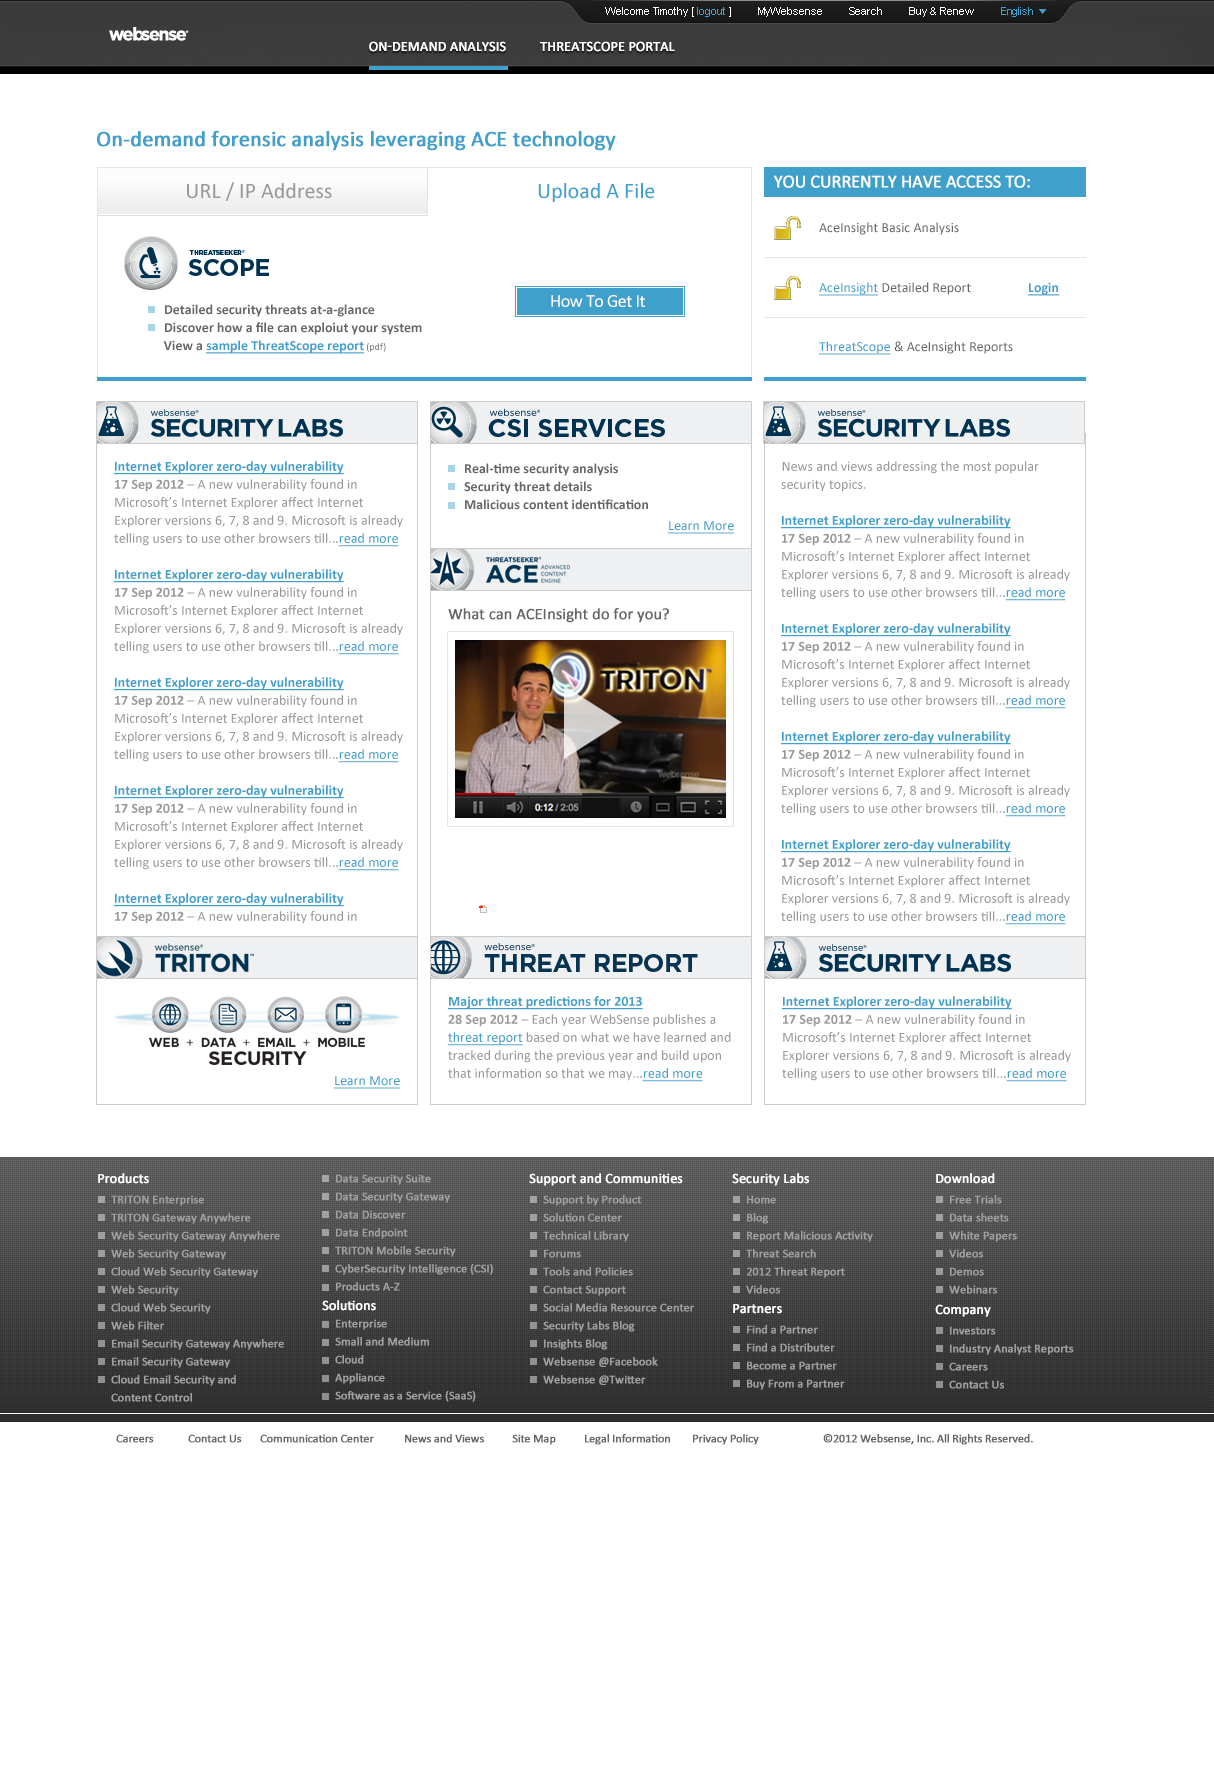 Welcome Timothy [ logout ] MyWebsense Search Buy & Renew English
websense®
ON-DEMAND ANALYSIS THREATSCOPE PORTAL
On-demand forensic analysis leveraging ACE technology
URL / IP Address
Upload A File
THREATSEEKER®
SCOPE
Detailed security threats at-a-glance
Discover how a file can exploiut your system
View a sample ThreatScope report (pdf)
How To Get It
YOU CURRENTLY HAVE ACCESS TO:
AceInsight Basic Analysis
AceInsight Detailed Report Login
ThreatScope & AceInsight Reports
websense®
SECURITY LABS
Internet Explorer zero-day vulnerability
17 Sep 2012 – A new vulnerability found in
Microsoft's Internet Explorer affect Internet
Explorer versions 6, 7, 8 and 9. Microsoft is already
telling users to use other browsers till...read more
Internet Explorer zero-day vulnerability
17 Sep 2012 – A new vulnerability found in
Microsoft's Internet Explorer affect Internet
Explorer versions 6, 7, 8 and 9. Microsoft is already
telling users to use other browsers till...read more
Internet Explorer zero-day vulnerability
17 Sep 2012 – A new vulnerability found in
Microsoft's Internet Explorer affect Internet
Explorer versions 6, 7, 8 and 9. Microsoft is already
telling users to use other browsers till...read more
Internet Explorer zero-day vulnerability
17 Sep 2012 – A new vulnerability found in
Microsoft's Internet Explorer affect Internet
Explorer versions 6, 7, 8 and 9. Microsoft is already
telling users to use other browsers till...read more
Internet Explorer zero-day vulnerability
17 Sep 2012 – A new vulnerability found in
websense®
TRITON™
WEB + DATA + EMAIL + MOBILE
SECURITY
Learn More
websense®
CSI SERVICES
Real-time security analysis
Security threat details
Malicious content identification
Learn More
THREATSEEKER®
ACE ADVANCED
CONTENT
ENGINE
What can ACEInsight do for you?
TRITON™
websense
0:12 / 2:05
websense®
THREAT REPORT
Major threat predictions for 2013
28 Sep 2012 – Each year WebSense publishes a
threat report based on what we have learned and
tracked during the previous year and build upon
that information so that we may...read more
websense®
SECURITY LABS
News and views addressing the most popular
security topics.
Internet Explorer zero-day vulnerability
17 Sep 2012 – A new vulnerability found in
Microsoft's Internet Explorer affect Internet
Explorer versions 6, 7, 8 and 9. Microsoft is already
telling users to use other browsers till...read more
Internet Explorer zero-day vulnerability
17 Sep 2012 – A new vulnerability found in
Microsoft's Internet Explorer affect Internet
Explorer versions 6, 7, 8 and 9. Microsoft is already
telling users to use other browsers till...read more
Internet Explorer zero-day vulnerability
17 Sep 2012 – A new vulnerability found in
Microsoft's Internet Explorer affect Internet
Explorer versions 6, 7, 8 and 9. Microsoft is already
telling users to use other browsers till...read more
Internet Explorer zero-day vulnerability
17 Sep 2012 – A new vulnerability found in
Microsoft's Internet Explorer affect Internet
Explorer versions 6, 7, 8 and 9. Microsoft is already
telling users to use other browsers till...read more
websense®
SECURITY LABS
Internet Explorer zero-day vulnerability
17 Sep 2012 – A new vulnerability found in
Microsoft's Internet Explorer affect Internet
Explorer versions 6, 7, 8 and 9. Microsoft is already
telling users to use other browsers till...read more
Products
TRITON Enterprise
TRITON Gateway Anywhere
Web Security Gateway Anywhere
Web Security Gateway
Cloud Web Security Gateway
Web Security
Cloud Web Security
Web Filter
Email Security Gateway Anywhere
Email Security Gateway
Cloud Email Security and
Content Control
Data Security Suite
Data Security Gateway
Data Discover
Data Endpoint
TRITON Mobile Security
CyberSecurity Intelligence (CSI)
Products A-Z
Solutions
Enterprise
Small and Medium
Cloud
Appliance
Software as a Service (SaaS)
Support and Communities
Support by Product
Solution Center
Technical Library
Forums
Tools and Policies
Contact Support
Social Media Resource Center
Security Labs Blog
Insights Blog
Websense @Facebook
Websense @Twitter
Security Labs
Home
Blog
Report Malicious Activity
Threat Search
2012 Threat Report
Videos
Partners
Find a Partner
Find a Distributer
Become a Partner
Buy From a Partner
Download
Free Trials
Data sheets
White Papers
Videos
Demos
Webinars
Company
Investors
Industry Analyst Reports
Careers
Contact Us
Careers Contact Us Communication Center News and Views Site Map Legal Information Privacy Policy ©2012 Websense, Inc. All Rights Reserved.